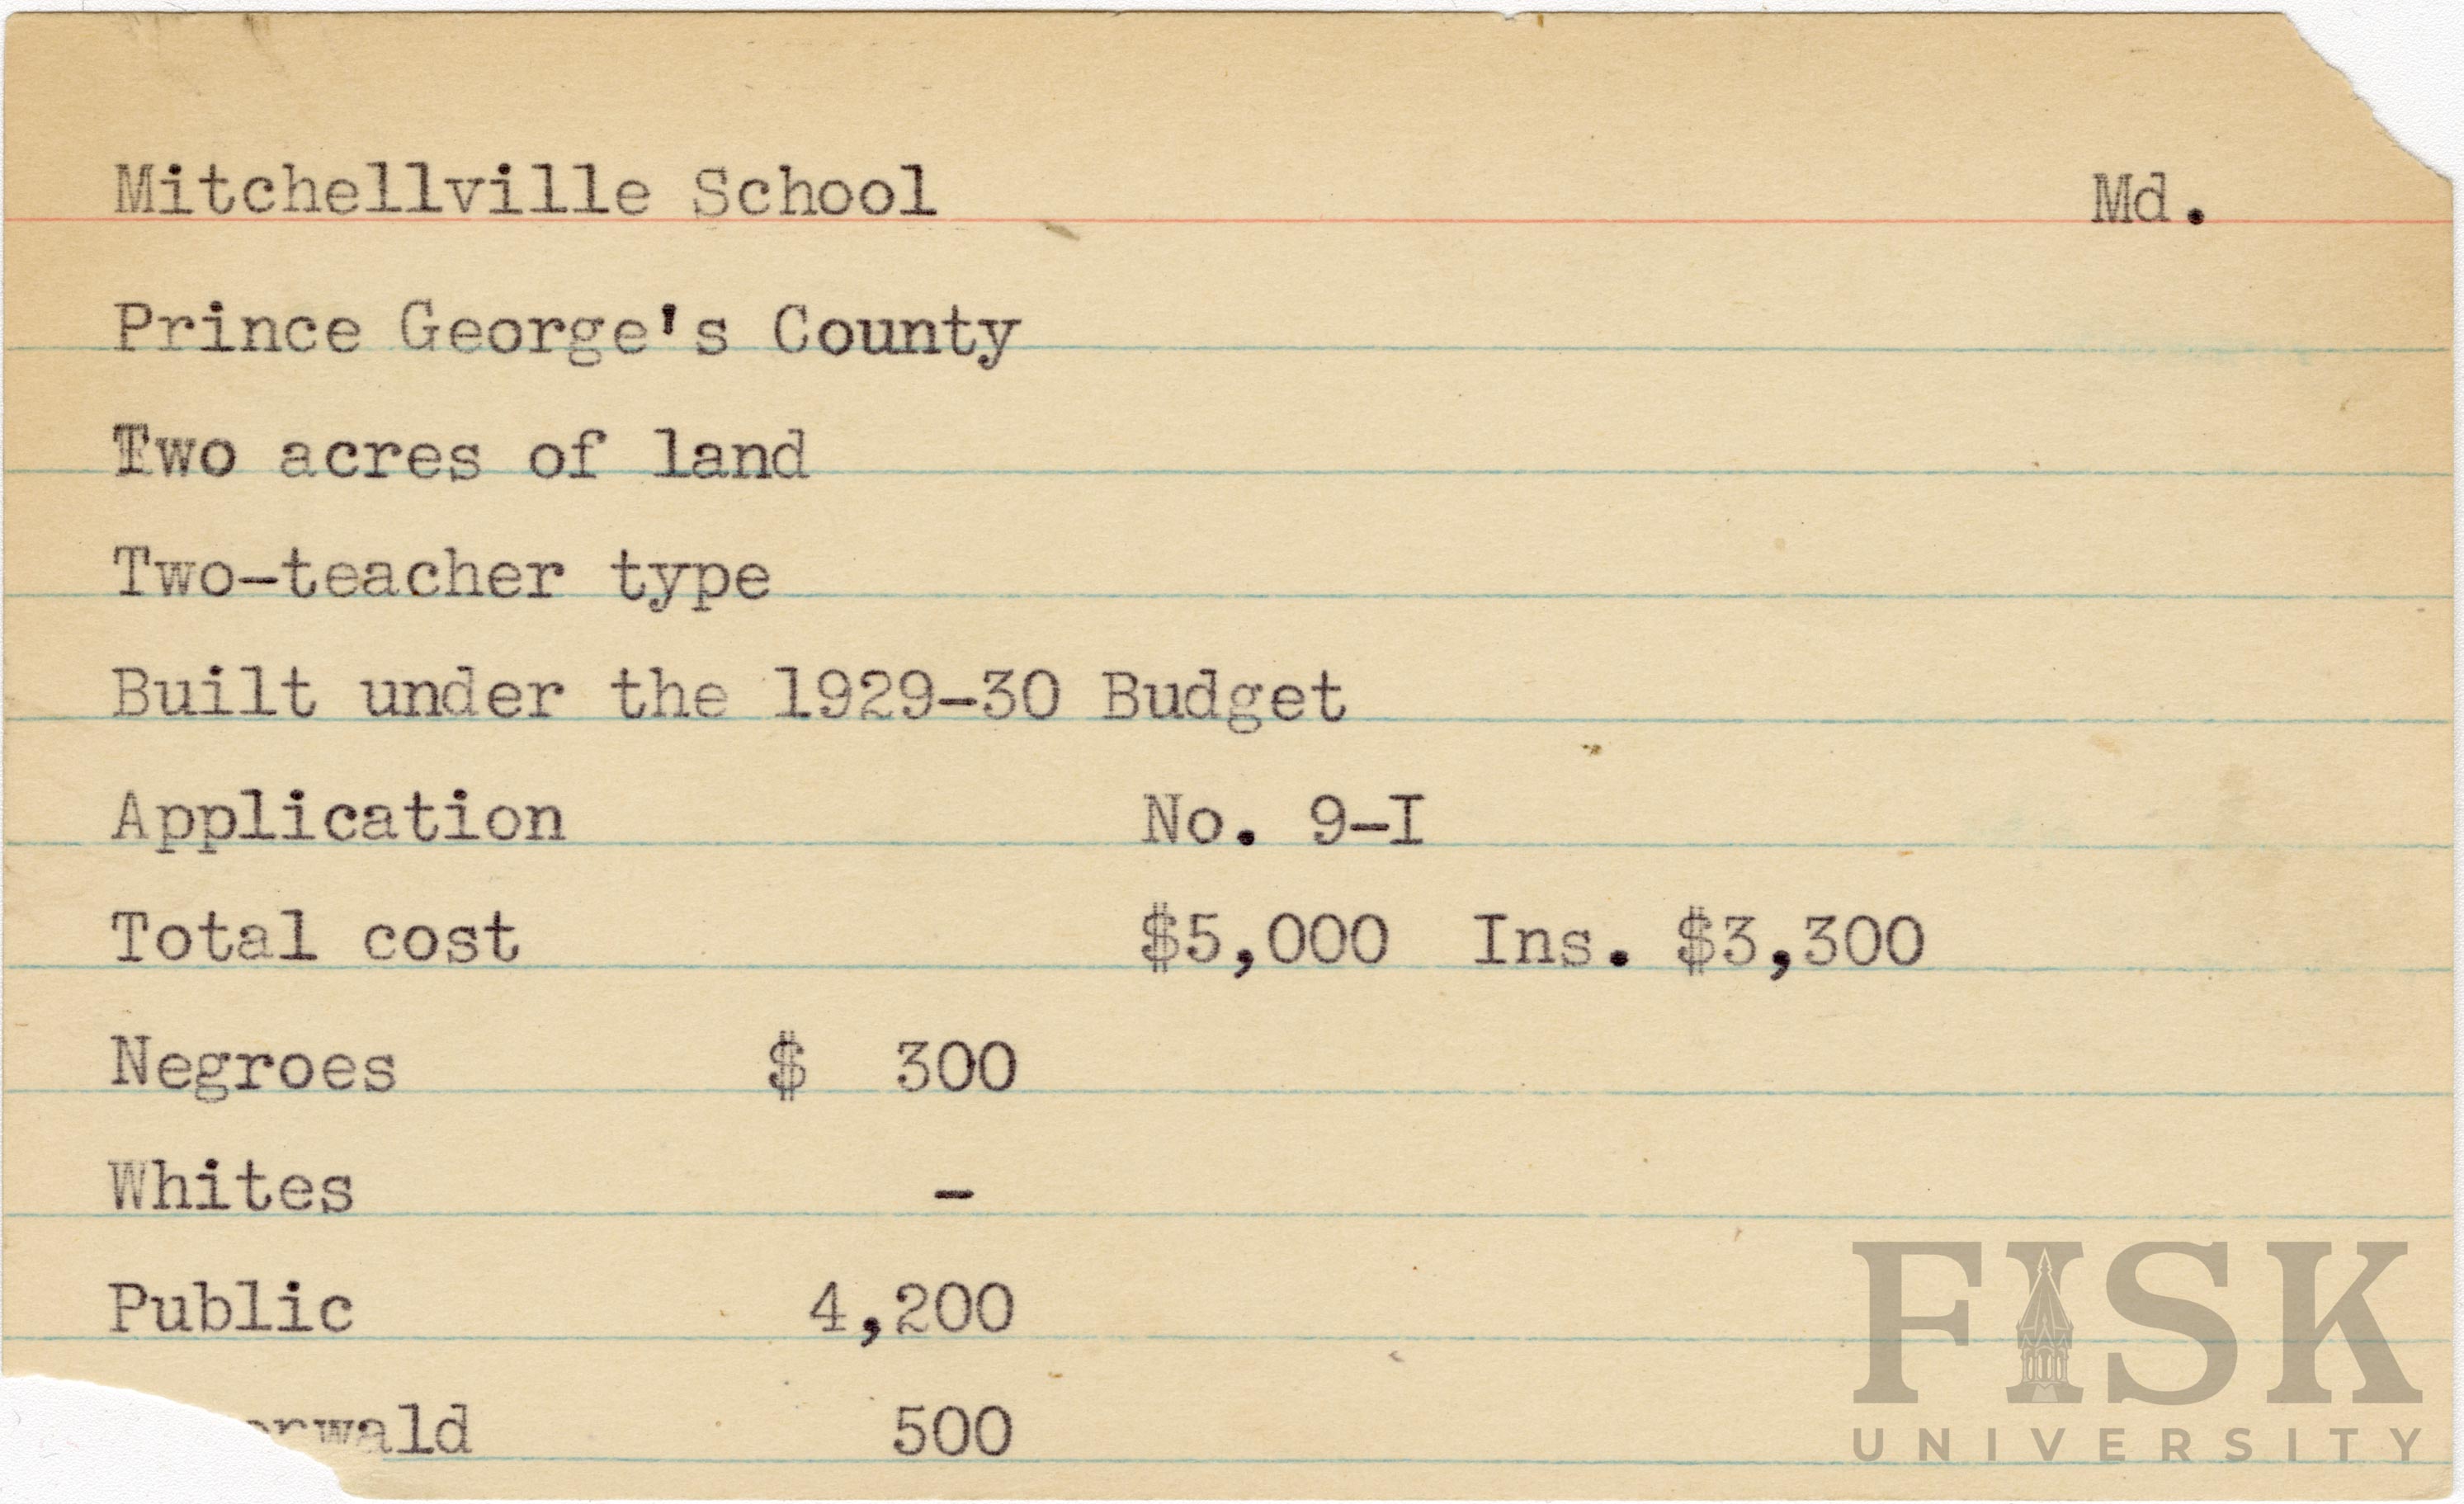 Mitchellville School Md.
Prince George's County
Two acres of land
Two-teacher type
Built under the 1929-30 Budget
Application No. 9-I
Total cost $5,000 Ins. $3,300
Negroes $ 300
Whites -
Public 4,200
erwald 500
FISK
UNIVERSITY